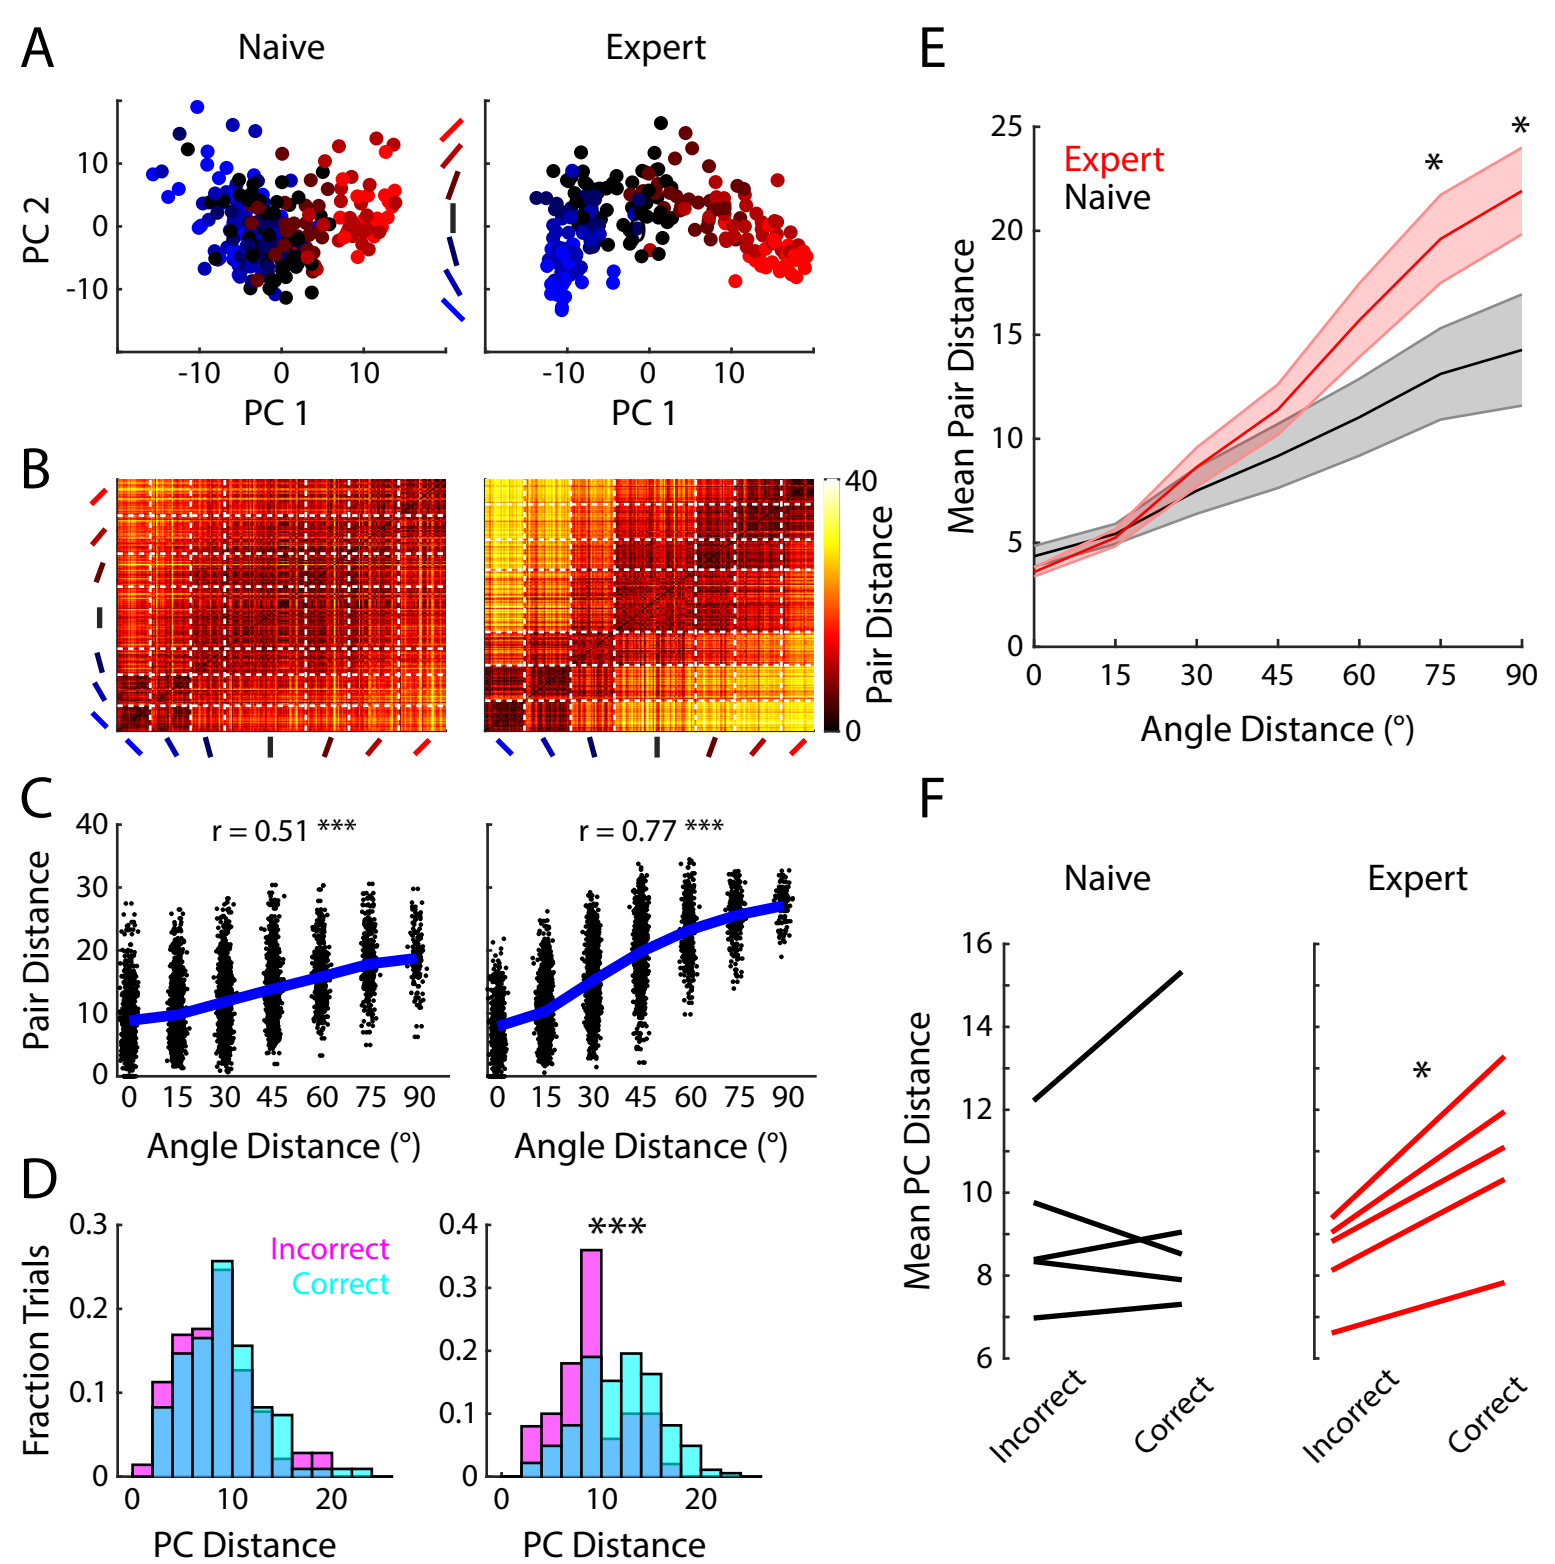 A
Naive
Expert
PC 2
10
0
-10
-10
0
10
-10
0
10
PC 1
PC 1
B
40
0
Pair Distance
C
r = 0.51 ***
r = 0.77 ***
Pair Distance
40
30
20
10
0
0 15 30 45 60 75 90
0 15 30 45 60 75 90
Angle Distance (°)
Angle Distance (°)
D
Incorrect
Correct
***
Fraction Trials
0.3
0.2
0.1
0
0.4
0.3
0.2
0.1
0
0 10 20
0 10 20
PC Distance
PC Distance
E
Expert
Naive
*
*
Mean Pair Distance
25
20
15
10
5
0
0 15 30 45 60 75 90
Angle Distance (°)
F
Naive
Expert
*
Mean PC Distance
16
14
12
10
8
6
Incorrect
Correct
Incorrect
Correct